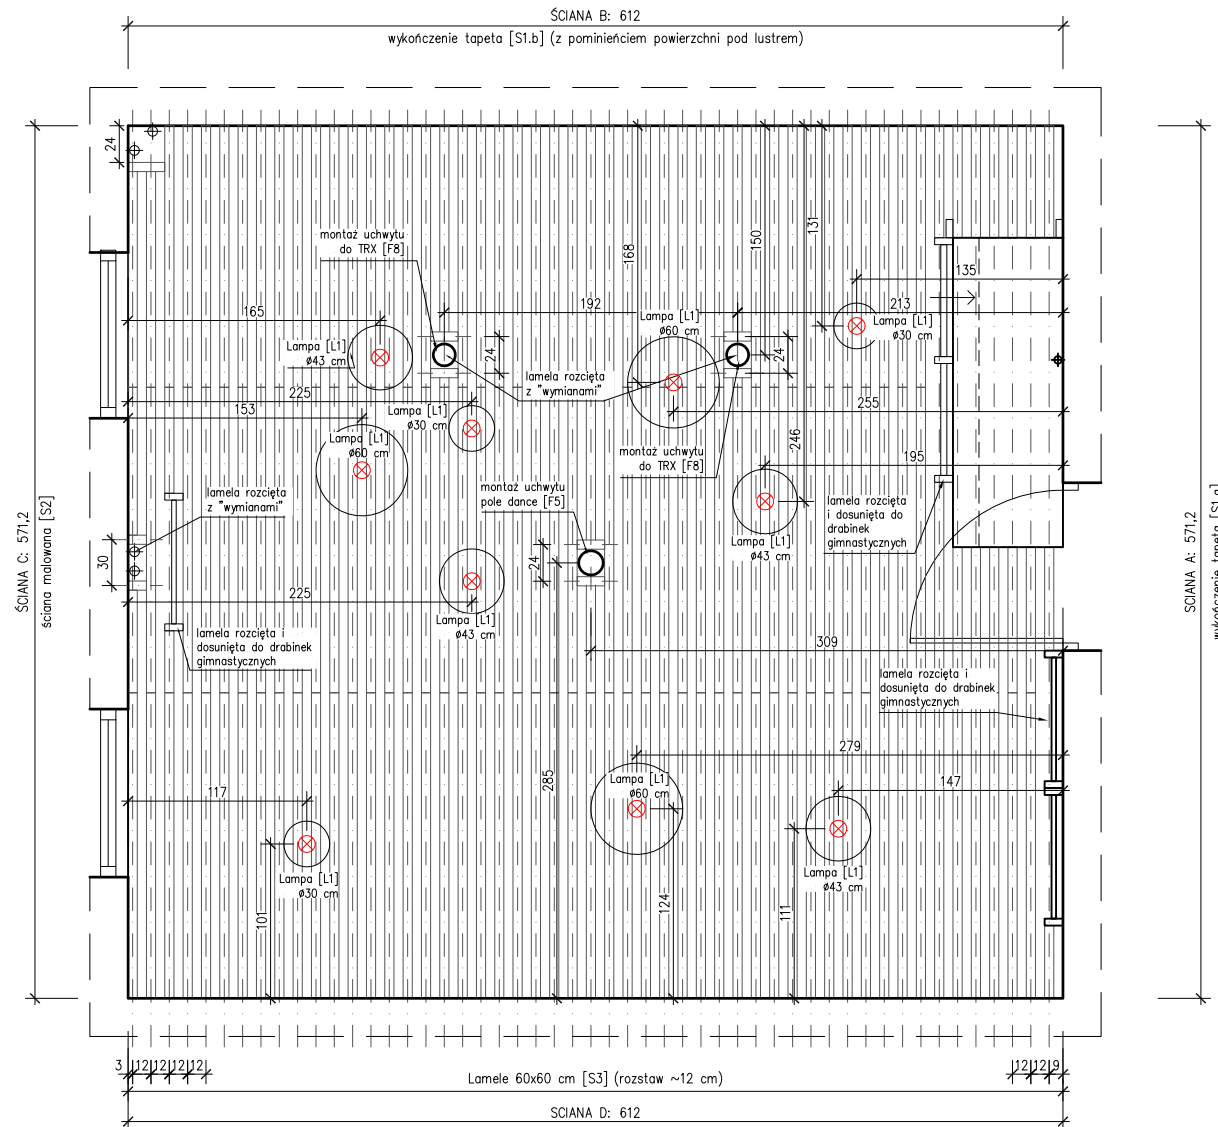 ŚCIANA B: 612
wykończenie tapeta [S1.b] (z pominieńciem powierzchni pod lustrem)
24
montaż uchwytu
do TRX [F8]
168
150
131
135
192
213
165
Lampa [L1]
ø60 cm
Lampa [L1]
ø30 cm
Lampa [L1]
ø43 cm
24
24
lamela rozcięta
z "wymianami"
225
153
Lampa [L1]
ø30 cm
255
Lampa [L1]
ø60 cm
246
montaż uchwytu
do TRX [F8]
195
montaż uchwytu
pole dance [F5]
lamela rozcięta
z "wymianami"
lamela rozcięta
i dosunięta do
drabinek
gimnastycznych
Lampa [L1]
ø43 cm
ŚCIANA C: 571,2
ściana malowana [S2]
30
24
ŚCIANA A: 571,2
wykończenie tapeta [S1.a]
225
Lampa [L1]
ø43 cm
lamela rozcięta i
dosunięta do drabinek
gimnastycznych
309
lamela rozcięta i
dosunięta do drabinek
gimnastycznych
279
285
Lampa [L1]
ø60 cm
147
117
Lampa [L1]
ø30 cm
Lampa [L1]
ø43 cm
101
124
111
3 12 12 12 12
12 12 9
Lamele 60x60 cm [S3] (rozstaw ~12 cm)
SCIANA D: 612